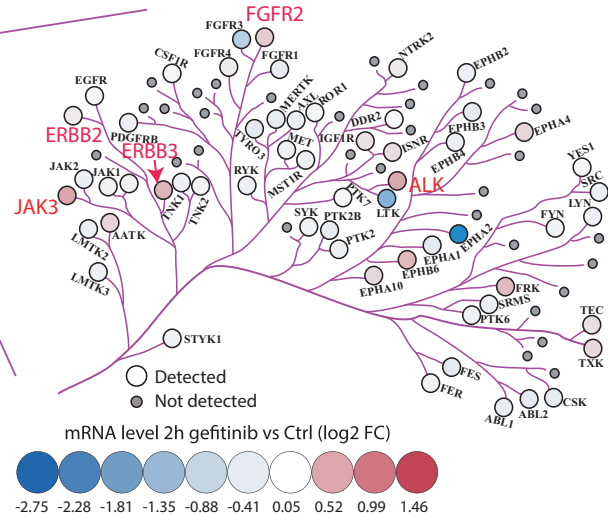 FGFR2
FGFR3
FGFR4
FGFR1
CSF1R
NTRK2
EPHB2
EGFR
MERTK
AXL
ROR1
DDR2
ERBB2
PDGFRB
TYRO3
MET
IGF1R
INSR
EPHB3
EPHB4
EPHA4
ERBB3
YES1
JAK2
JAK1
RYK
MST1R
ALK
SRC
JAK3
TNK1
TNK2
PTK7
LTK
LYN
AATK
SYK
PTK2B
PTK2
FYN
LMTK2
EPHA1
EPHA2
LMTK3
EPHA10
EPHB6
FRK
SRMS
PTK6
TEC
STYK1
TXK
FES
FER
Detected
Not detected
ABL1
ABL2
CSK
mRNA level 2h gefitinib vs Ctrl (log2 FC)
-2.75 -2.28 -1.81 -1.35 -0.88 -0.41 0.05 0.52 0.99 1.46